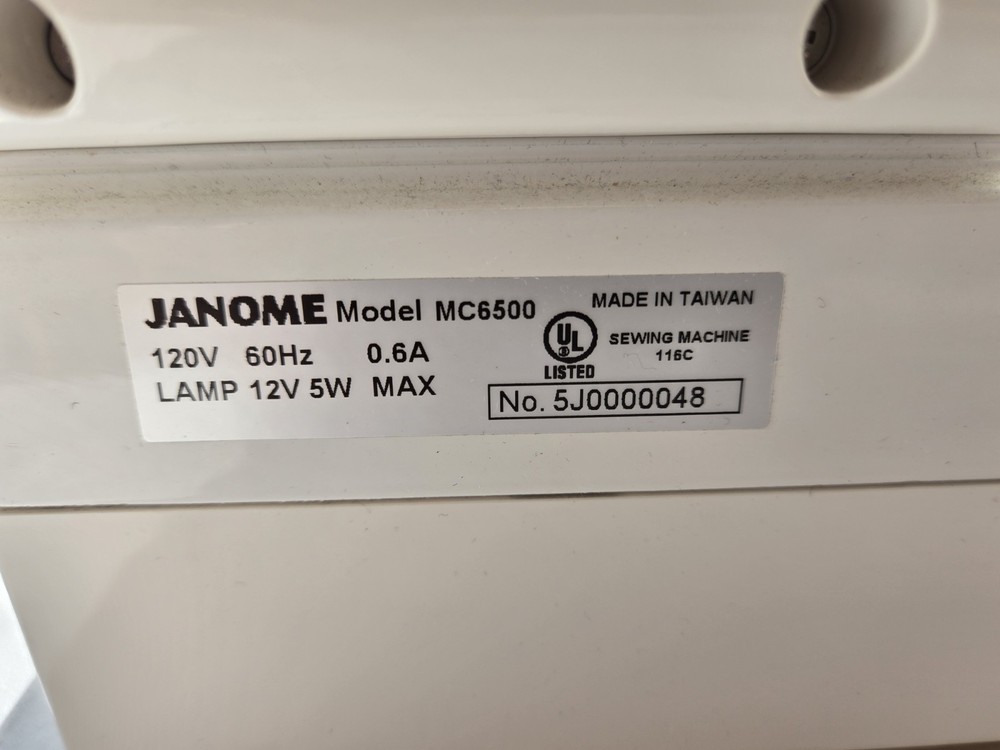 JANOME Model MC6500
120V 60Hz 0.6A
LAMP 12V 5W MAX
MADE IN TAIWAN
UL
LISTED
SEWING MACHINE
116C
No. 5J0000048